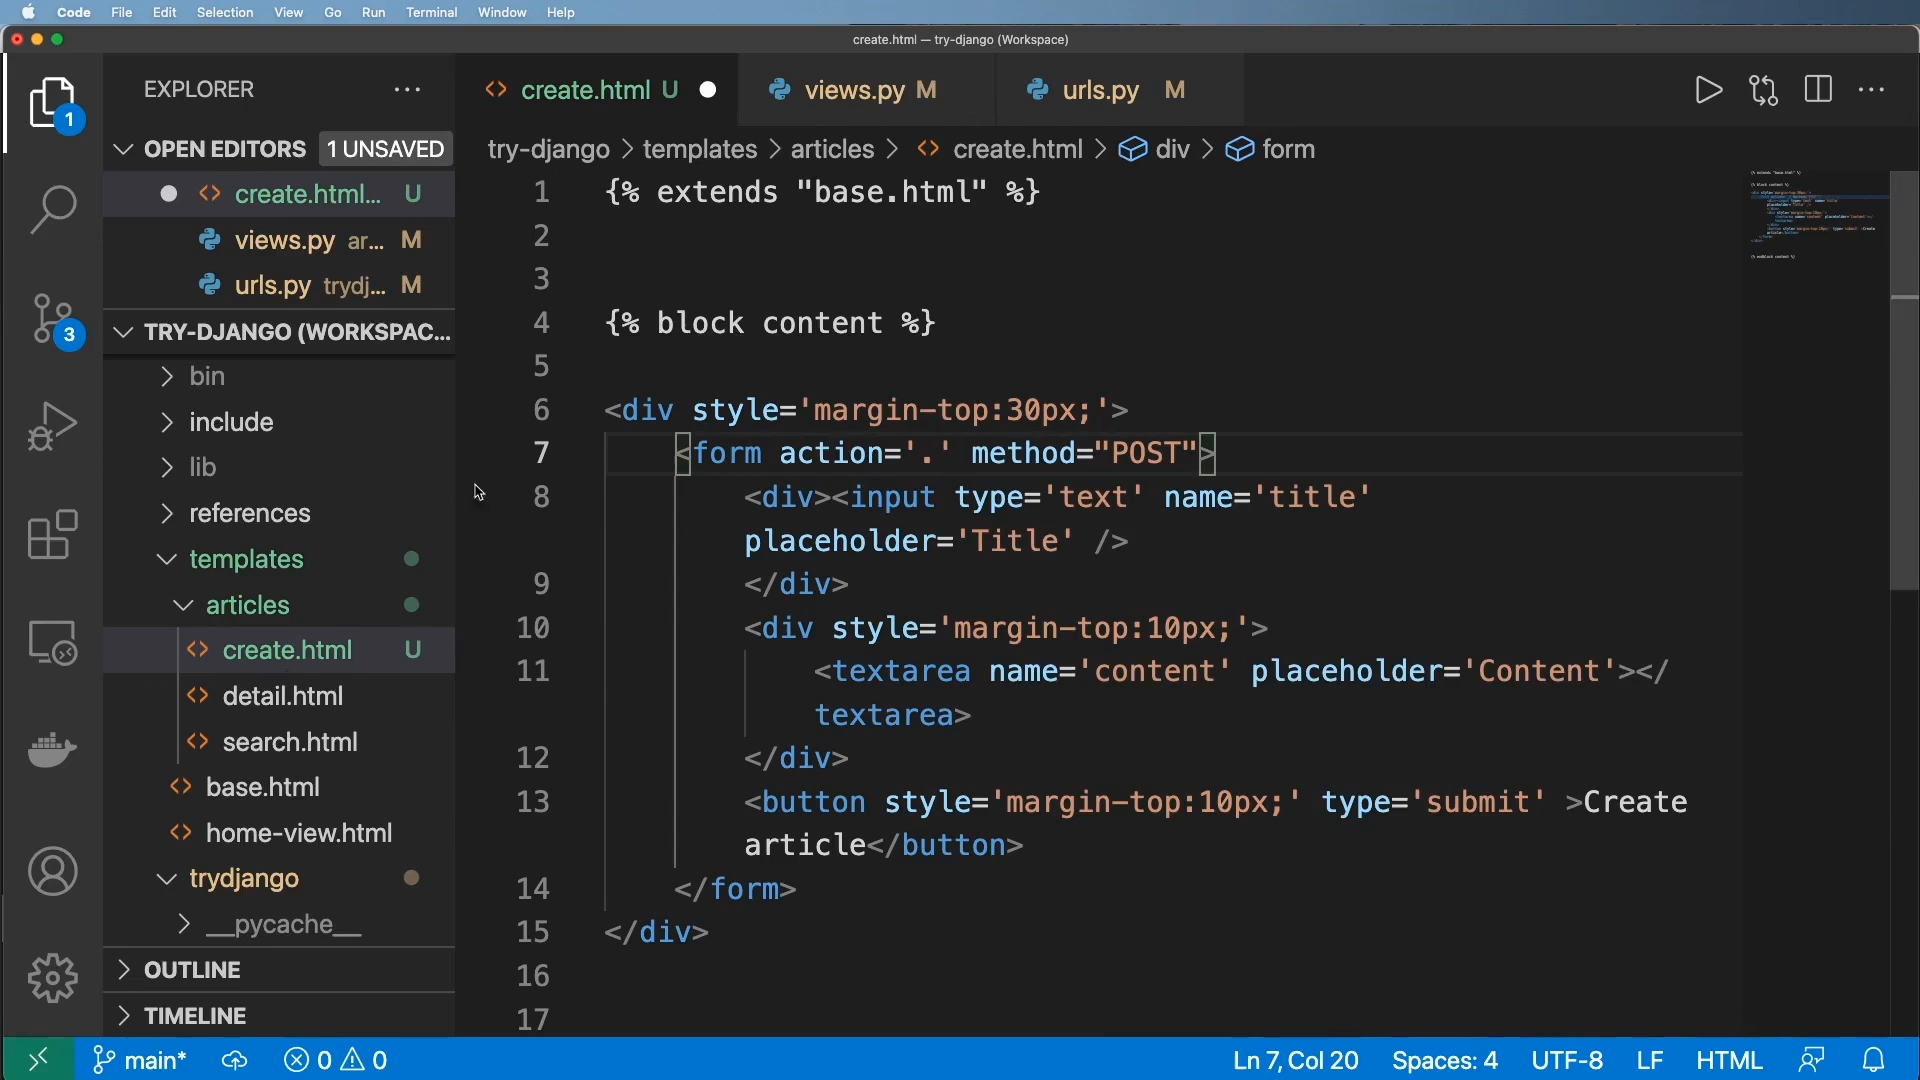 Code File Edit Selection View Go Run Terminal Window Help
create.html — try-django (Workspace)
EXPLORER
create.html U
views.py M
urls.py M
1
OPEN EDITORS 1 UNSAVED
create.html... U
views.py ar... M
urls.py trydj... M
3
TRY-DJANGO (WORKSPAC...
bin
include
lib
references
templates
articles
create.html U
detail.html
search.html
base.html
home-view.html
trydjango
__pycache__
OUTLINE
TIMELINE
try-django > templates > articles > create.html > div > form
1 {% extends "base.html" %}
2
3
4 {% block content %}
5
6 <div style='margin-top:30px;'>
7 <form action='.' method="POST">
8 <div><input type='text' name='title'
placeholder='Title' />
9 </div>
10 <div style='margin-top:10px;'>
11 <textarea name='content' placeholder='Content'></
textarea>
12 </div>
13 <button style='margin-top:10px;' type='submit' >Create
article</button>
14 </form>
15 </div>
16
17
main* 0 0 Ln 7, Col 20 Spaces: 4 UTF-8 LF HTML